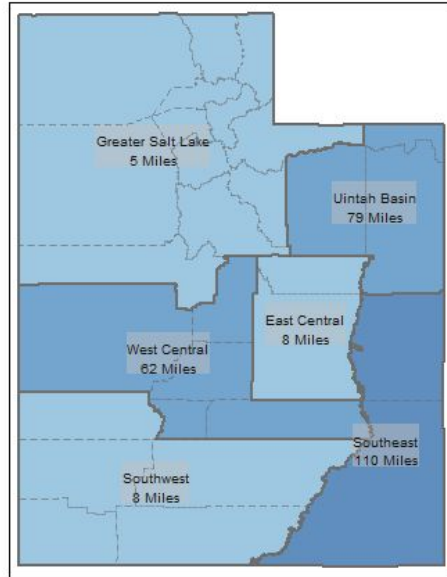 Greater Salt Lake
5 Miles
Uintah Basin
79 Miles
East Central
8 Miles
West Central
62 Miles
Southeast
110 Miles
Southwest
8 Miles